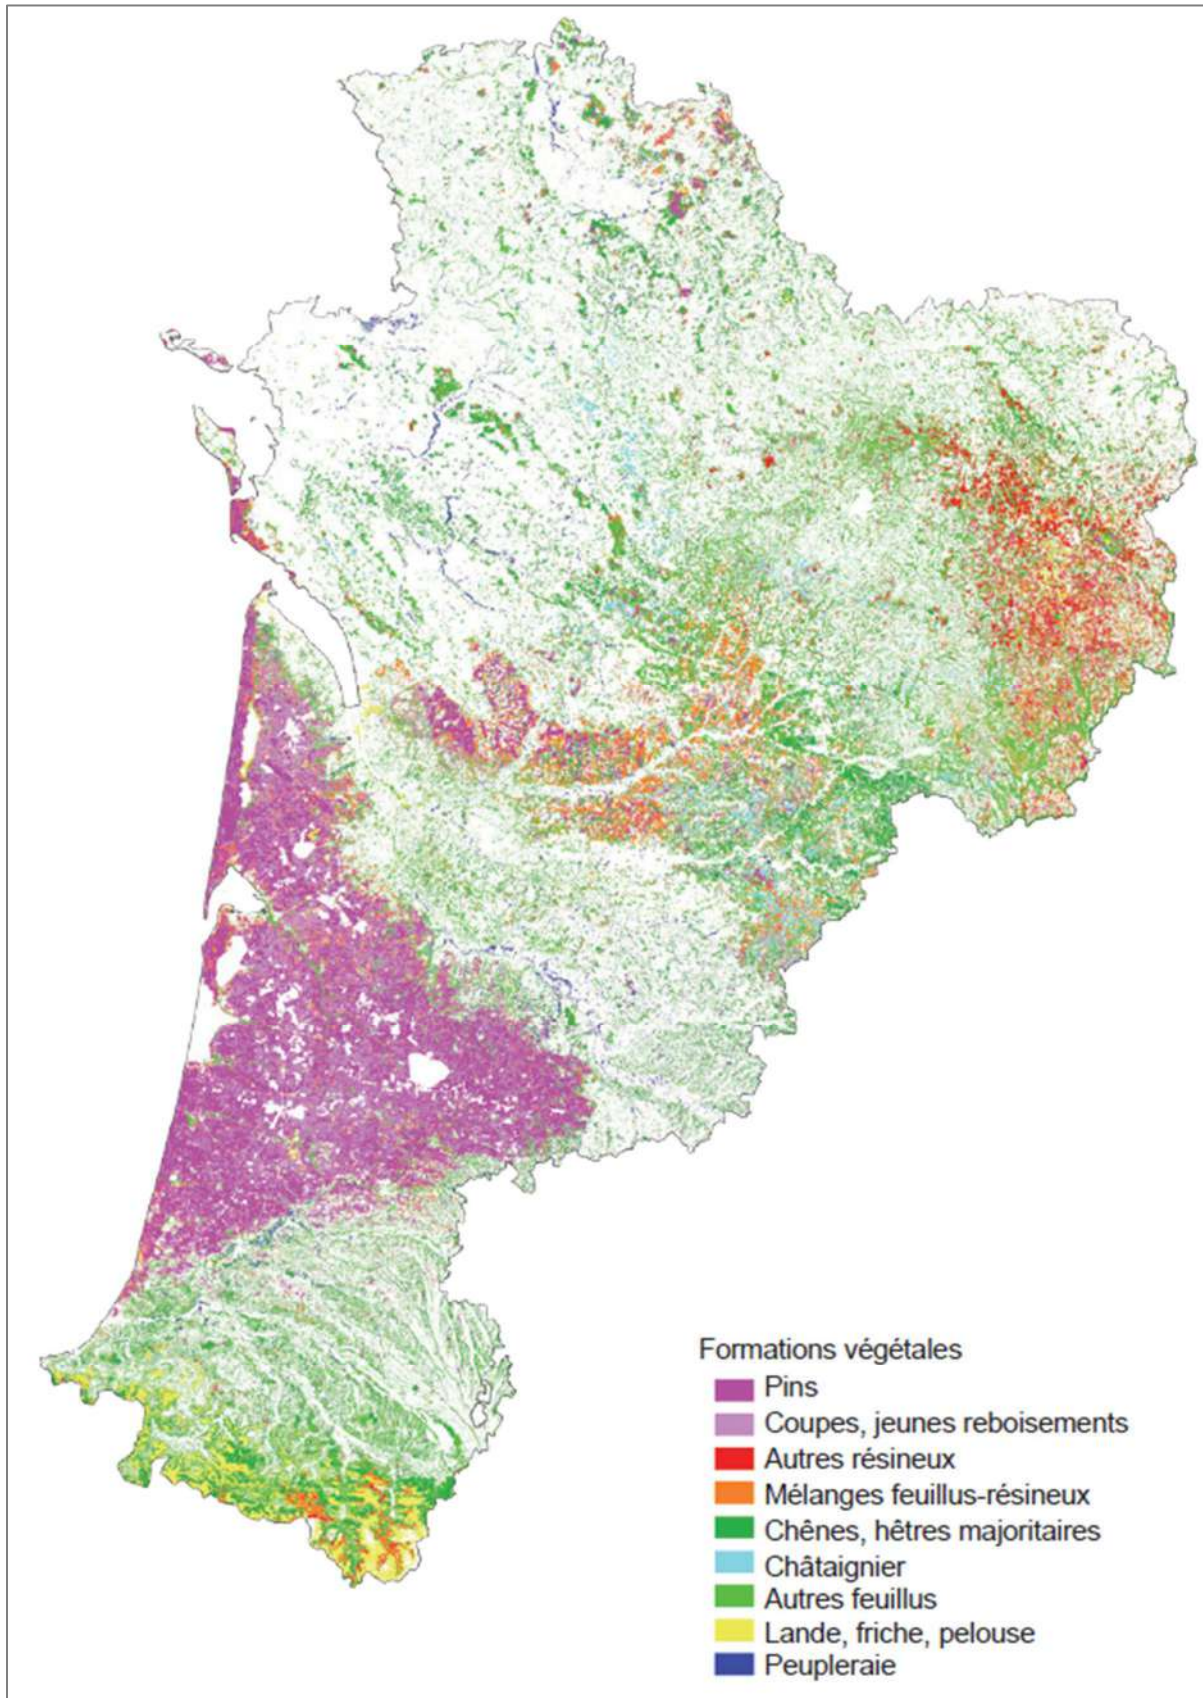 Formations végétales
Pins
Coupes, jeunes reboisements
Autres résineux
Mélanges feuillus-résineux
Chênes, hêtres majoritaires
Châtaignier
Autres feuillus
Lande, friche, pelouse
Peupleraie